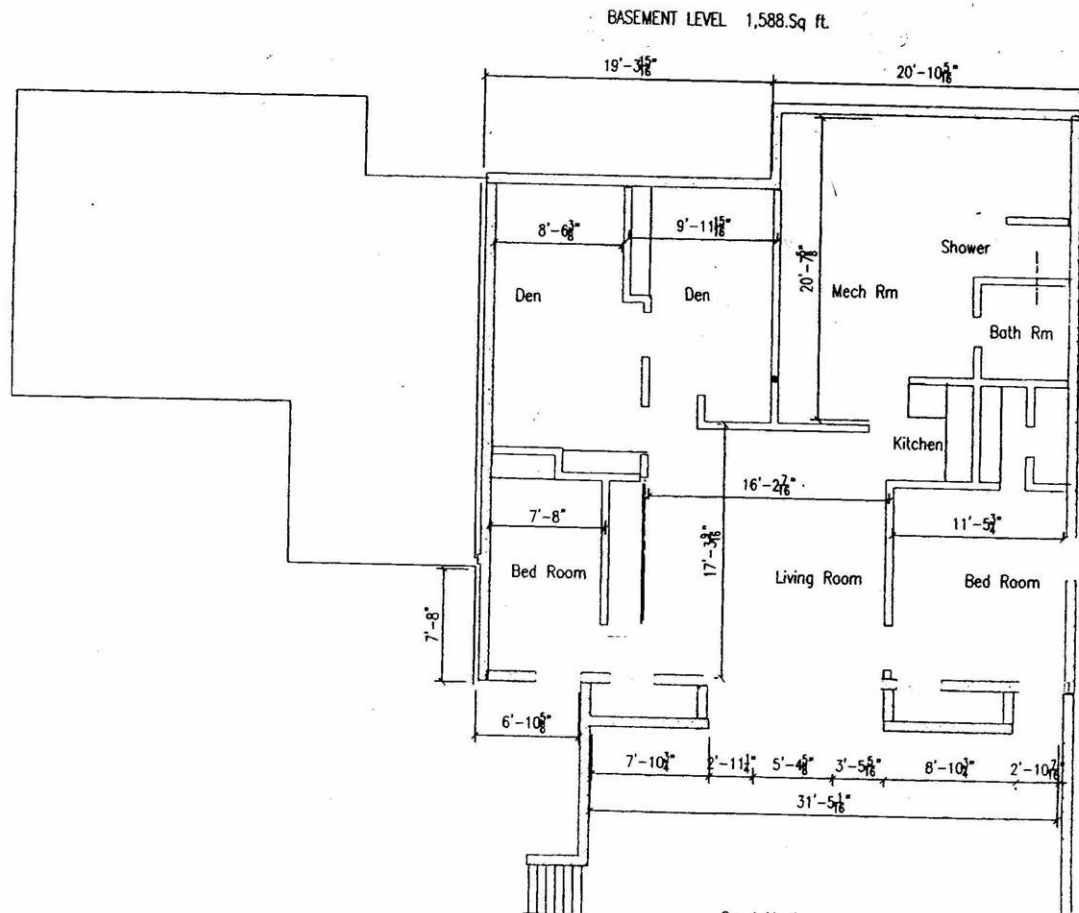 BASEMENT LEVEL 1,588.Sq ft.
19'-3 15/16"
20'-10 5/16"
8'-6 3/8"
9'-11 15/16"
20'-7 5/8"
Shower
Den
Den
Mech Rm
Bath Rm
Kitchen
16'-2 7/16"
7'-8"
17'-3 9/16"
11'-5 3/4"
Bed Room
Living Room
Bed Room
7'-8"
6'-10 5/8"
7'-10 3/4"
2'-11 1/4"
5'-4 5/8"
3'-5 5/16"
8'-10 3/4"
2'-10 7/16"
31'-5 1/16"